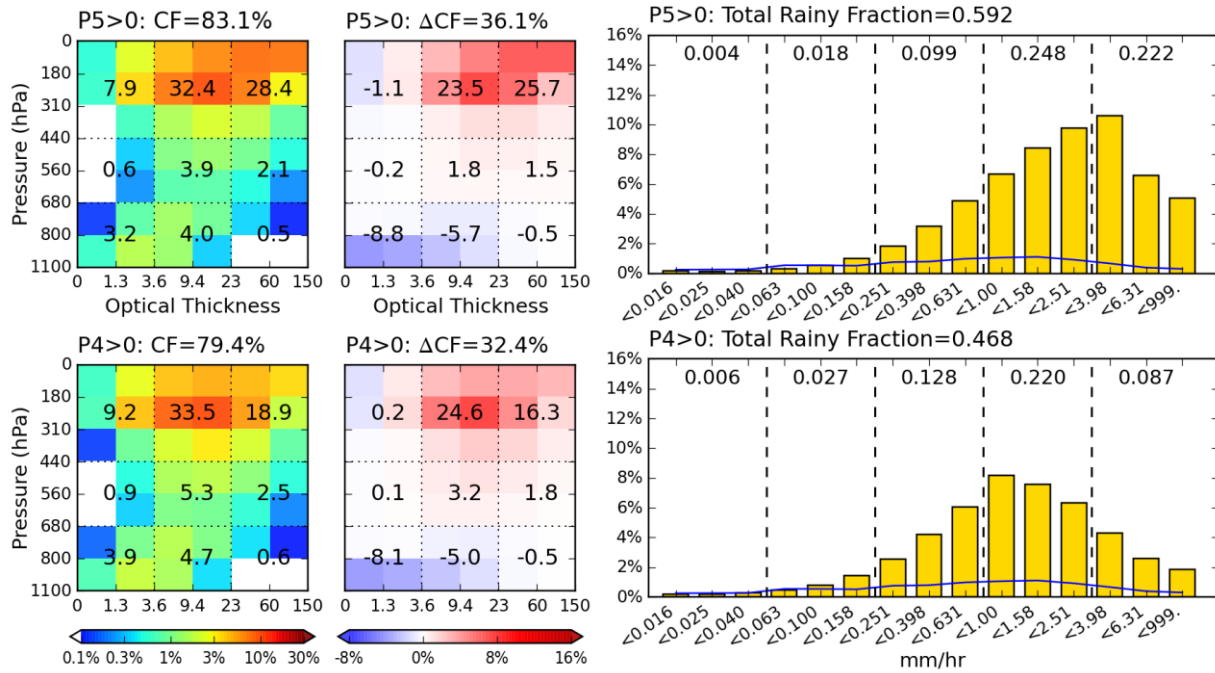 P5>0: CF=83.1%
0
180
310
440
560
680
800
1100
Pressure (hPa)
7.9 32.4 28.4
0.6 3.9 2.1
3.2 4.0 0.5
0 1.3 3.6 9.4 23 60 150
Optical Thickness
P5>0: ΔCF=36.1%
-1.1 23.5 25.7
-0.2 1.8 1.5
-8.8 -5.7 -0.5
0 1.3 3.6 9.4 23 60 150
Optical Thickness
P5>0: Total Rainy Fraction=0.592
16%
14%
12%
10%
8%
6%
4%
2%
0%
0.004 0.018 0.099 0.248 0.222
<0.016 <0.025 <0.040 <0.063 <0.100 <0.158 <0.251 <0.398 <0.631 <1.00 <1.58 <2.51 <3.98 <6.31 <999.
P4>0: CF=79.4%
0
180
310
440
560
680
800
1100
Pressure (hPa)
9.2 33.5 18.9
0.9 5.3 2.5
3.9 4.7 0.6
0 1.3 3.6 9.4 23 60 150
0.1% 0.3% 1% 3% 10% 30%
P4>0: ΔCF=32.4%
0.2 24.6 16.3
0.1 3.2 1.8
-8.1 -5.0 -0.5
0 1.3 3.6 9.4 23 60 150
-8% 0% 8% 16%
P4>0: Total Rainy Fraction=0.468
16%
14%
12%
10%
8%
6%
4%
2%
0%
0.006 0.027 0.128 0.220 0.087
<0.016 <0.025 <0.040 <0.063 <0.100 <0.158 <0.251 <0.398 <0.631 <1.00 <1.58 <2.51 <3.98 <6.31 <999.
mm/hr